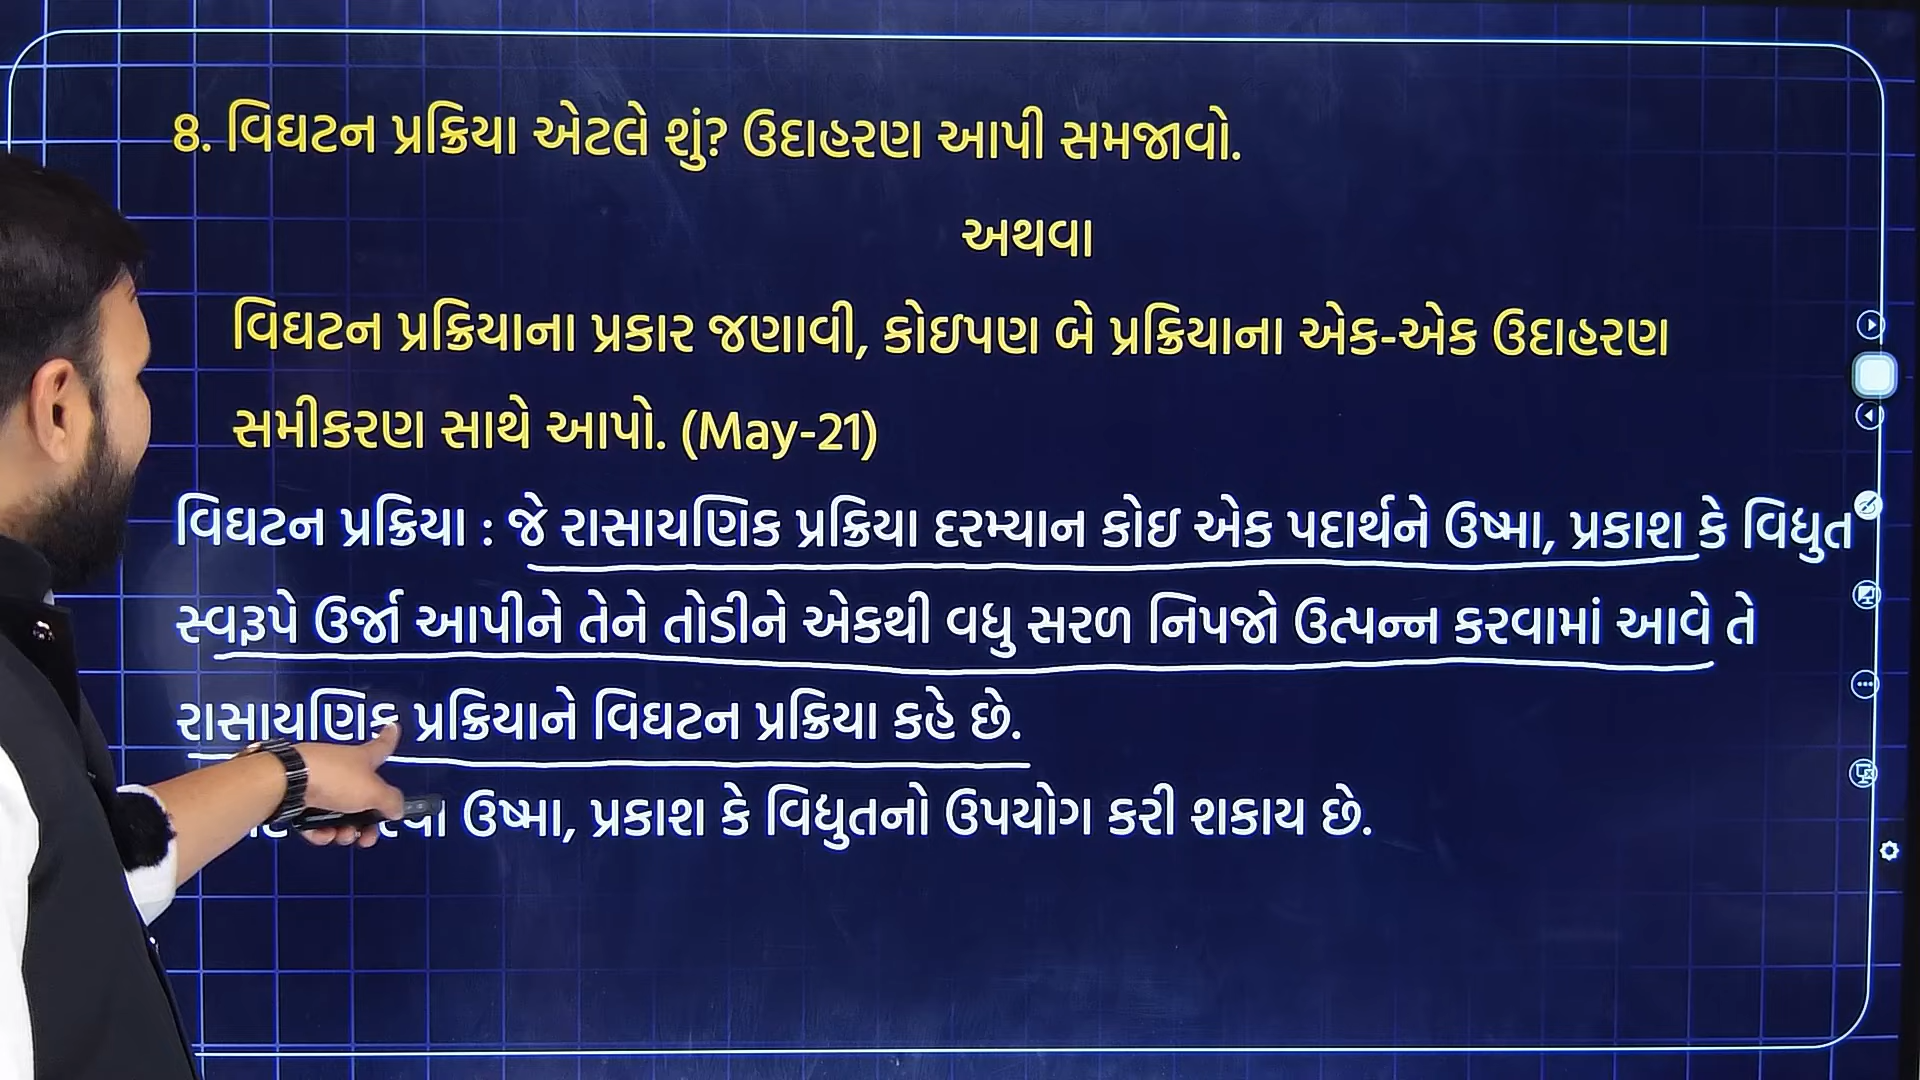 8. વિઘટન પ્રક્રિયા એટલે શું? ઉદાહરણ આપી સમજાવો.
અથવા
વિઘટન પ્રક્રિયાના પ્રકાર જણાવી, કોઇપણ બે પ્રક્રિયાના એક-એક ઉદાહરણ
સમીકરણ સાથે આપો. (May-21)
વિઘટન પ્રક્રિયા : જે રાસાયણિક પ્રક્રિયા દરમ્યાન કોઇ એક પદાર્થને ઉષ્મા, પ્રકાશ કે વિદ્યુત
સ્વરૂપે ઉર્જા આપીને તેને તોડીને એકથી વધુ સરળ નિપજો ઉત્પન્ન કરવામાં આવે તે
રાસાયણિક પ્રક્રિયાને વિઘટન પ્રક્રિયા કહે છે.
ઉષ્મા, પ્રકાશ કે વિદ્યુતનો ઉપયોગ કરી શકાય છે.